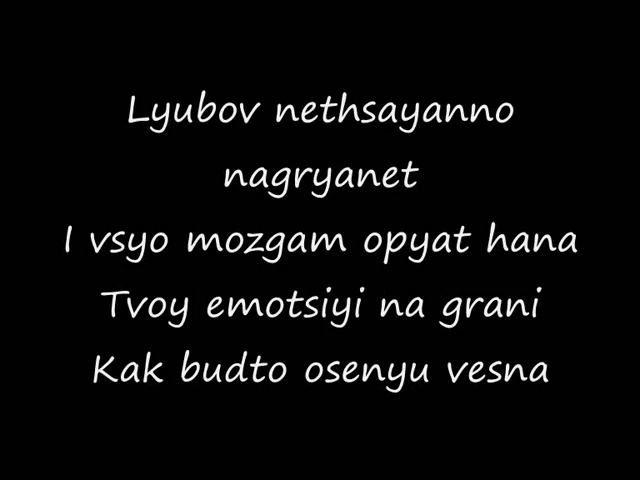 Lyubov nethsayanno
nagryanet
I vsyo mozgam opyat hana
Tvoy emotsiyi na grani
Kak budto osenyu vesna